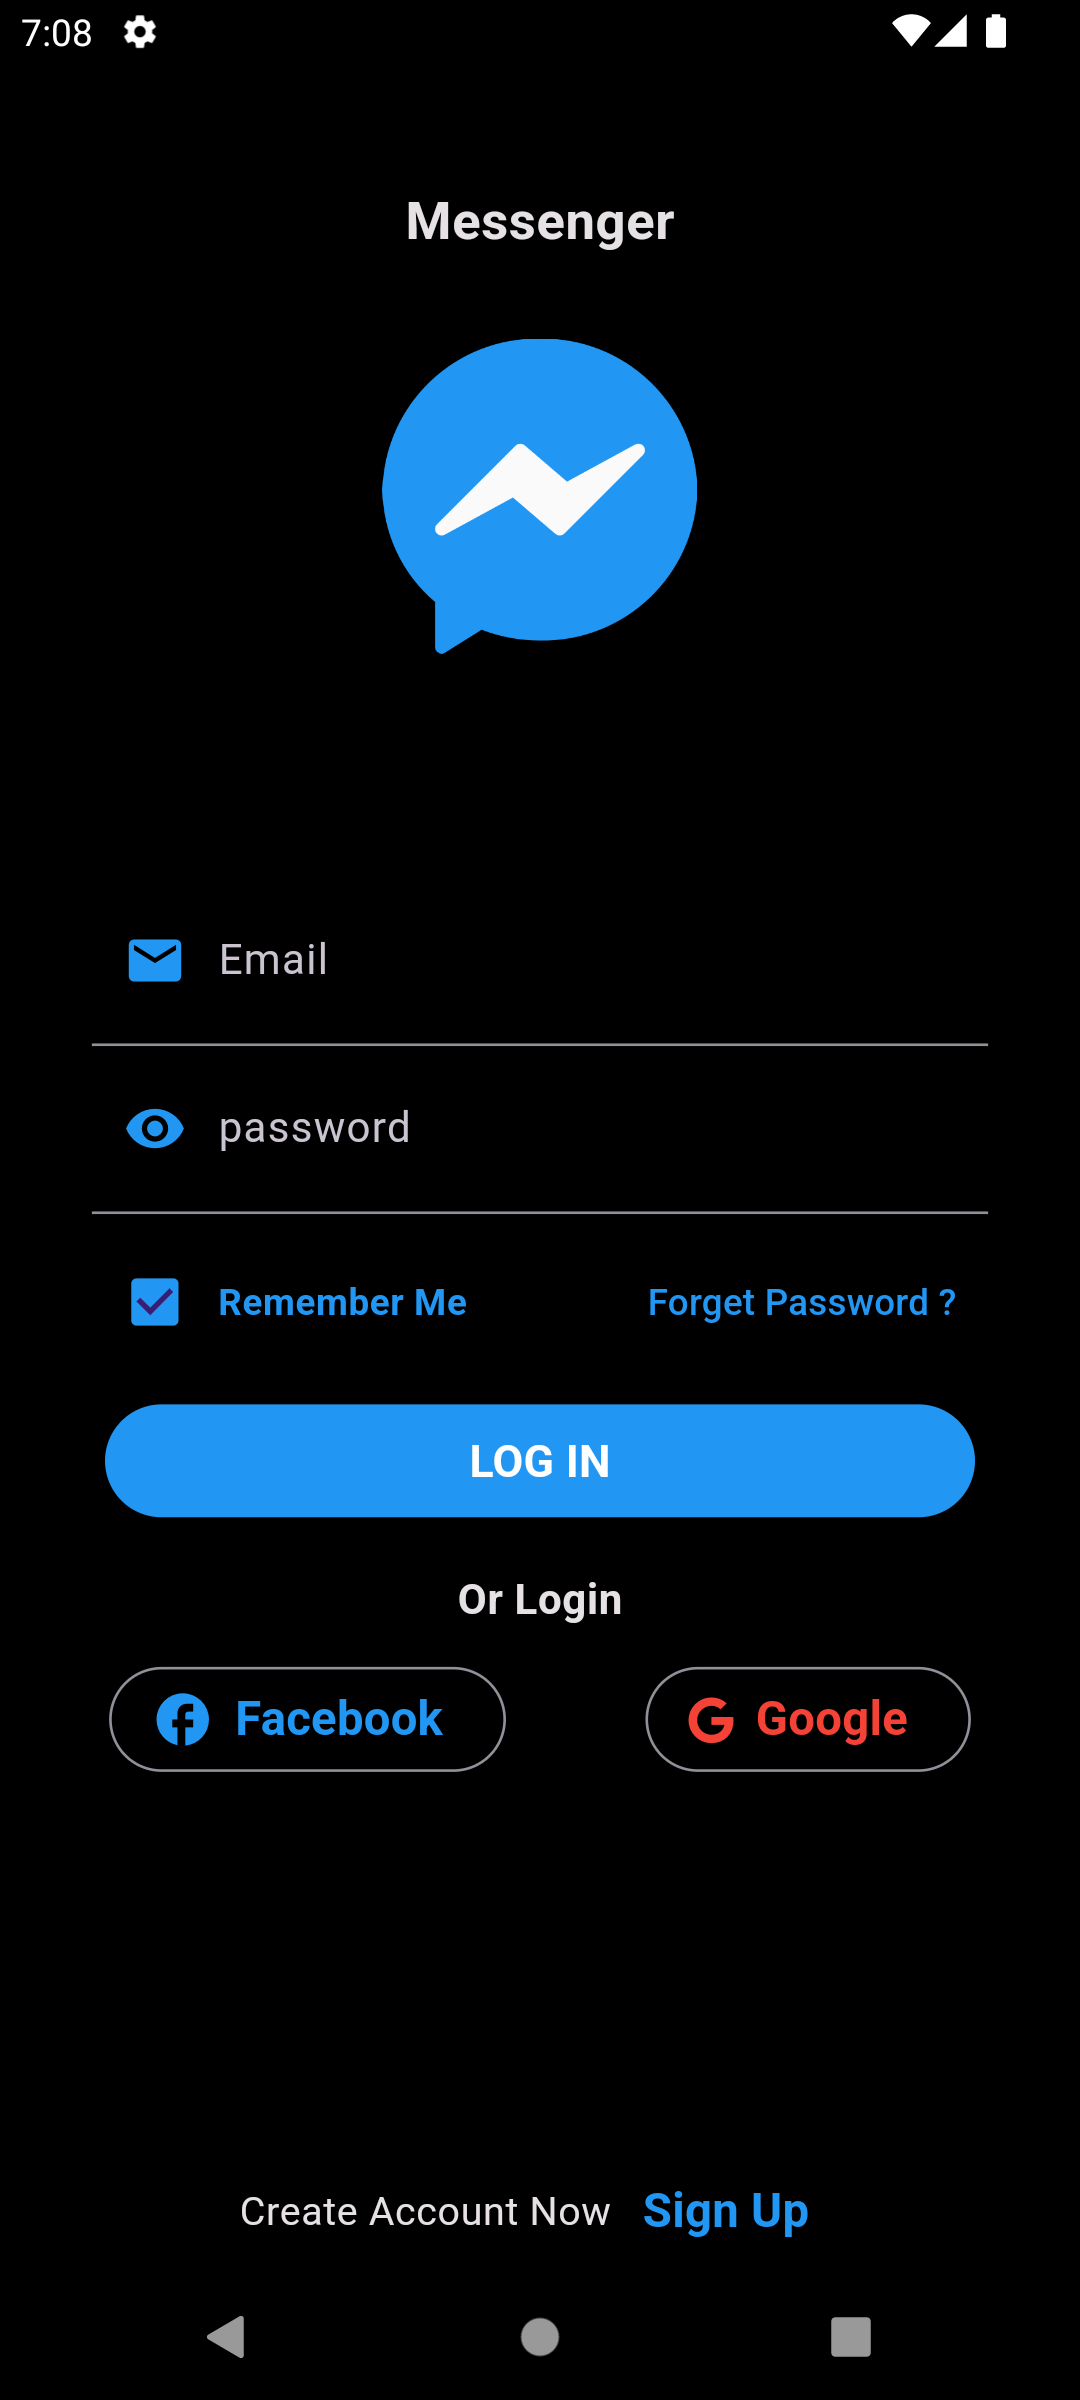 7:08
Messenger
Email
password
Remember Me
Forget Password ?
LOG IN
Or Login
Facebook
Google
Create Account Now
Sign Up